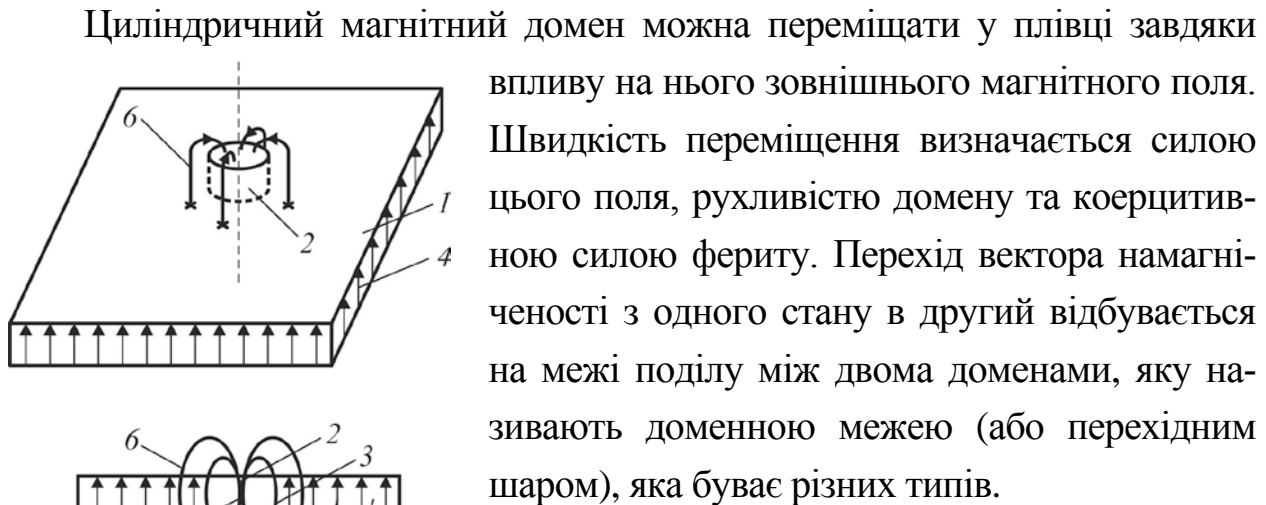 Циліндричний магнітний домен можна переміщати у плівці завдяки
впливу на нього зовнішнього магнітного поля.
Швидкість переміщення визначається силою
цього поля, рухливістю домену та коерцитив-
ною силою фериту. Перехід вектора намагні-
ченості з одного стану в другий відбувається
на межі поділу між двома доменами, яку на-
зивають доменною межею (або перехідним
шаром), яка буває різних типів.
6
1
2
4
6
2
3